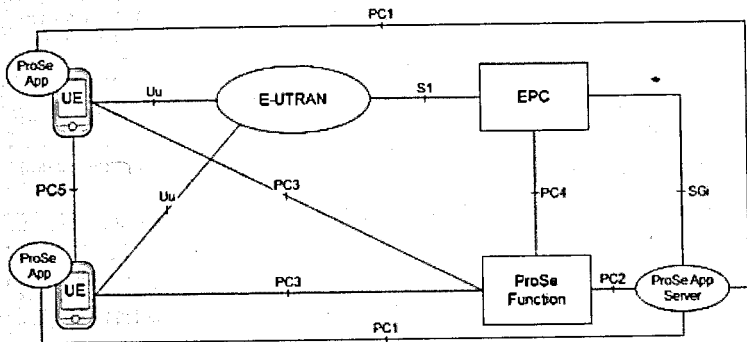 PC1
ProSe
App
UE
Uu
E-UTRAN
S1
EPC
PC5
Uu
PC3
PC4
SGi
ProSe
App
UE
PC3
ProSe
Function
PC2
ProSe App
Server
PC1